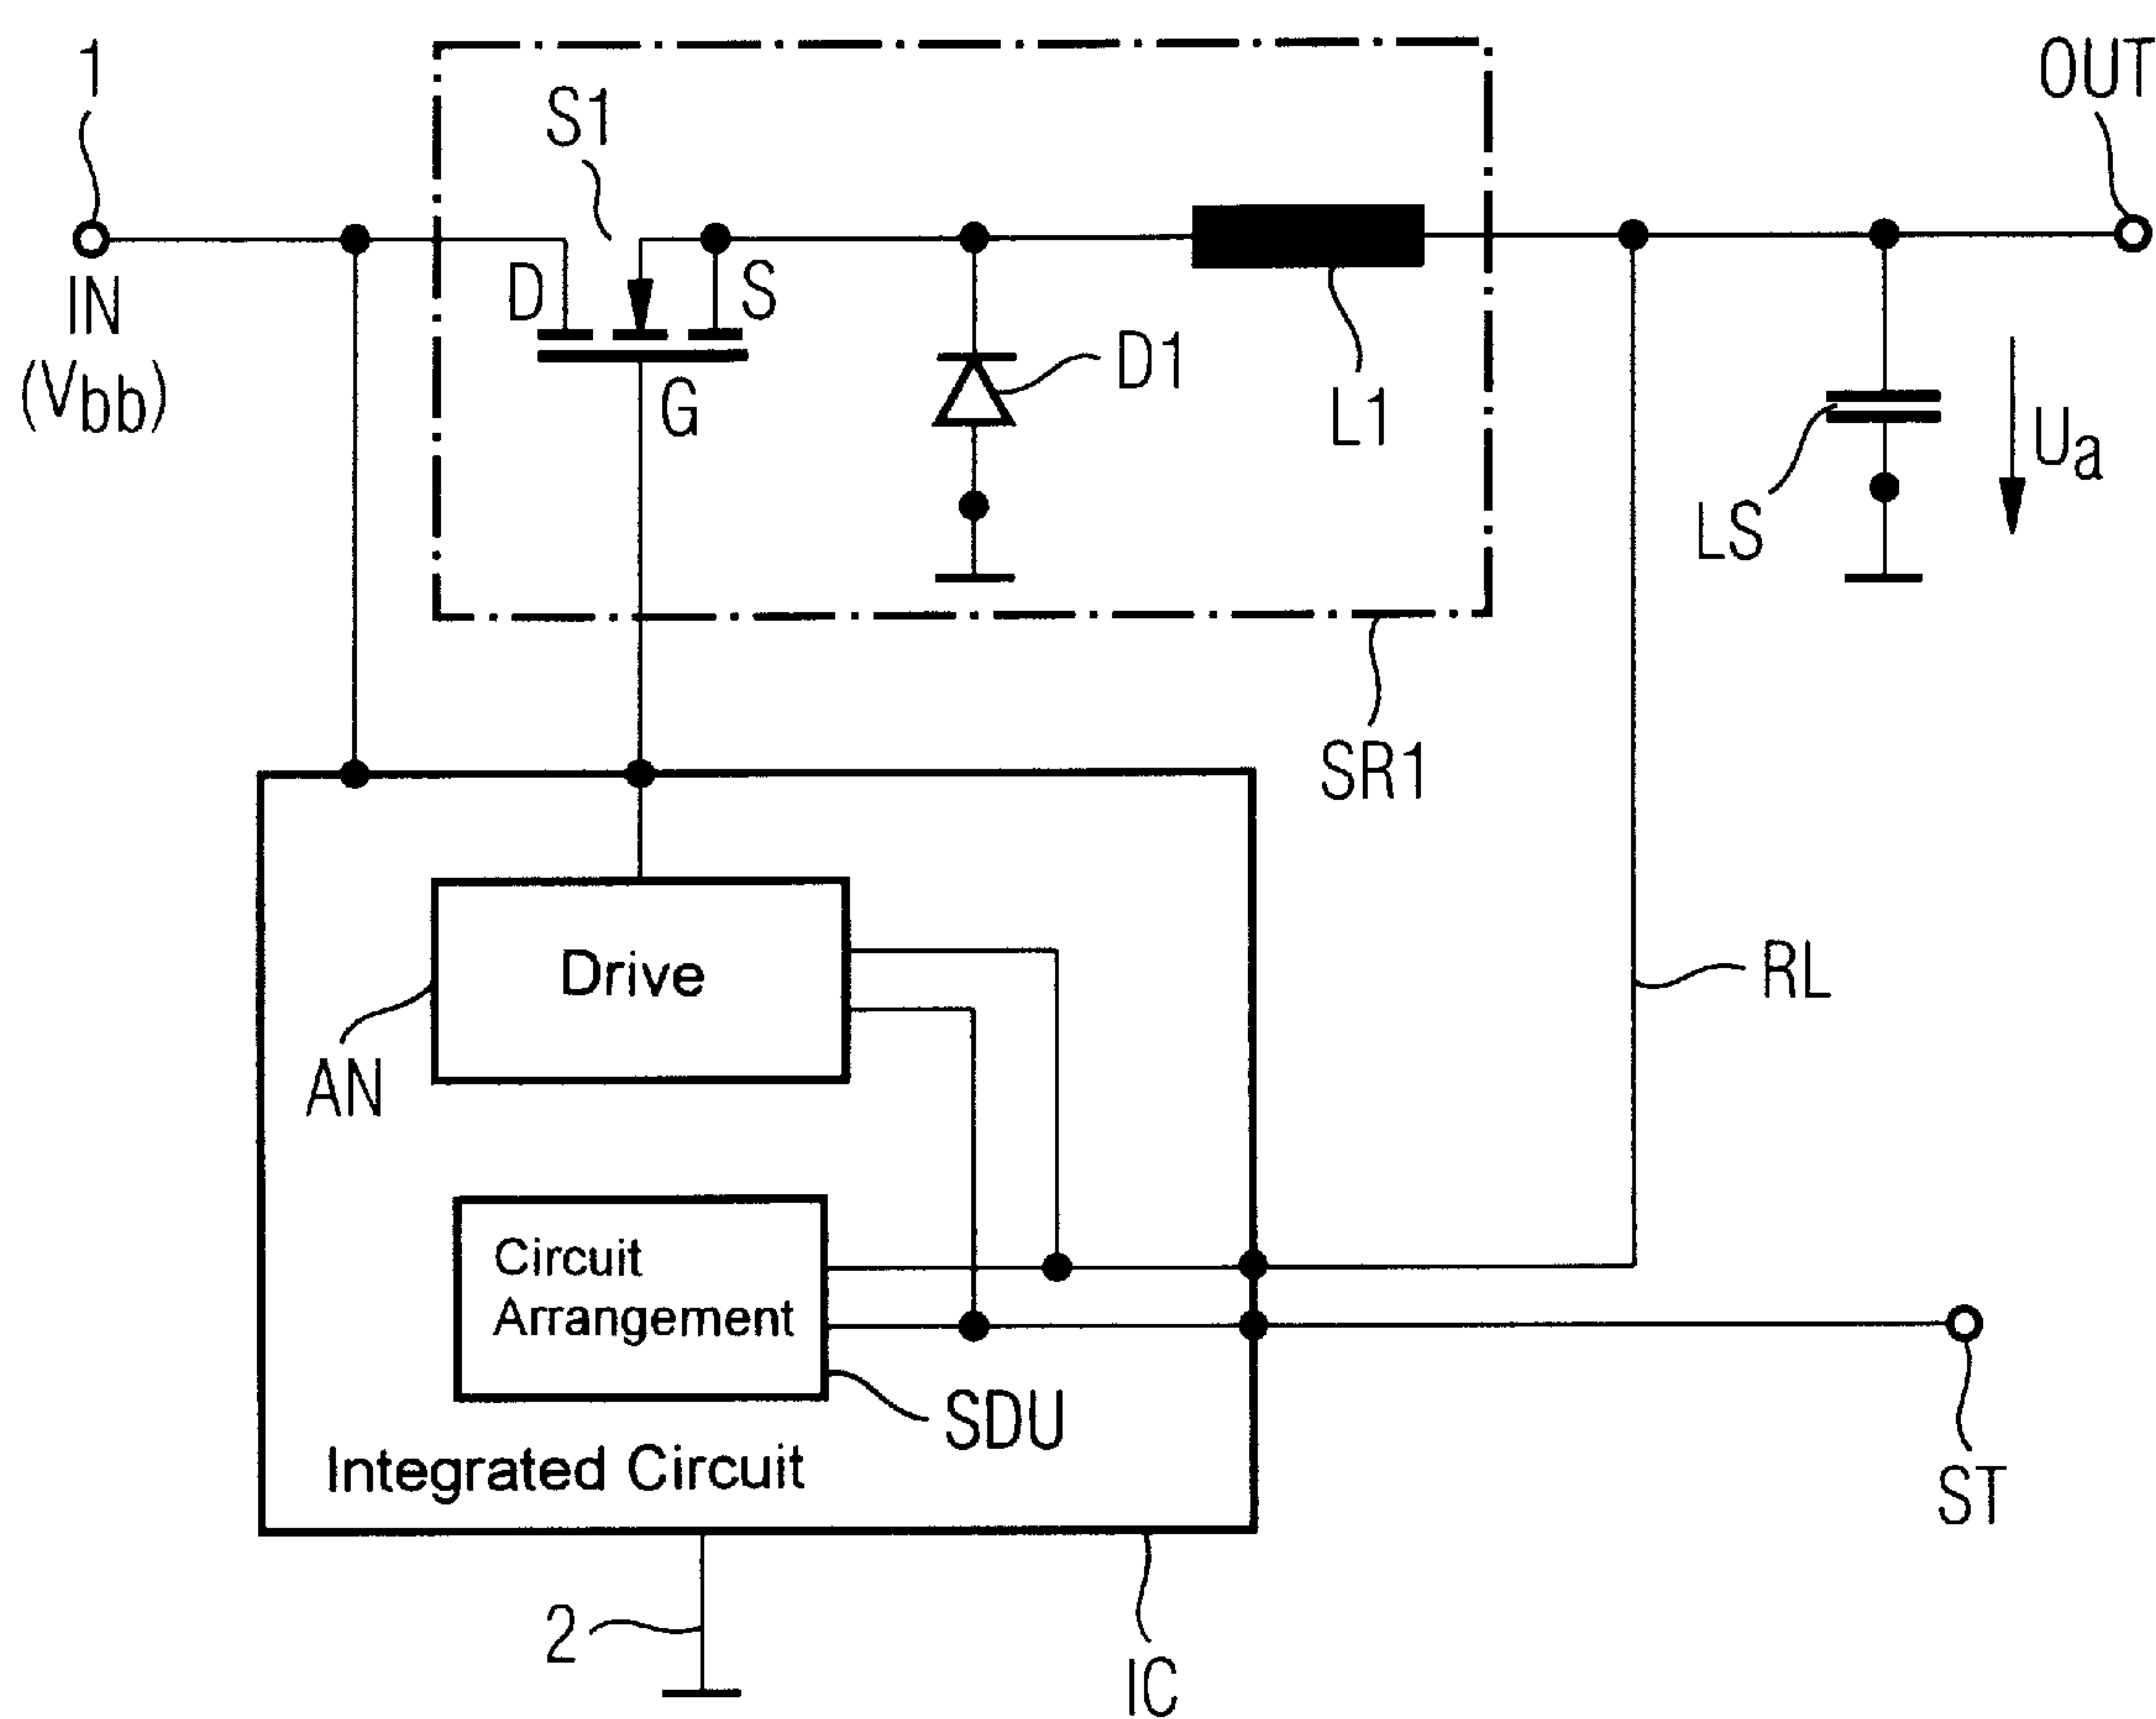 1
OUT
S1
IN
(Vbb)
D
S
G
D1
L1
LS
Ua
SR1
Drive
RL
AN
Circuit
Arrangement
SDU
Integrated Circuit
ST
2
IC